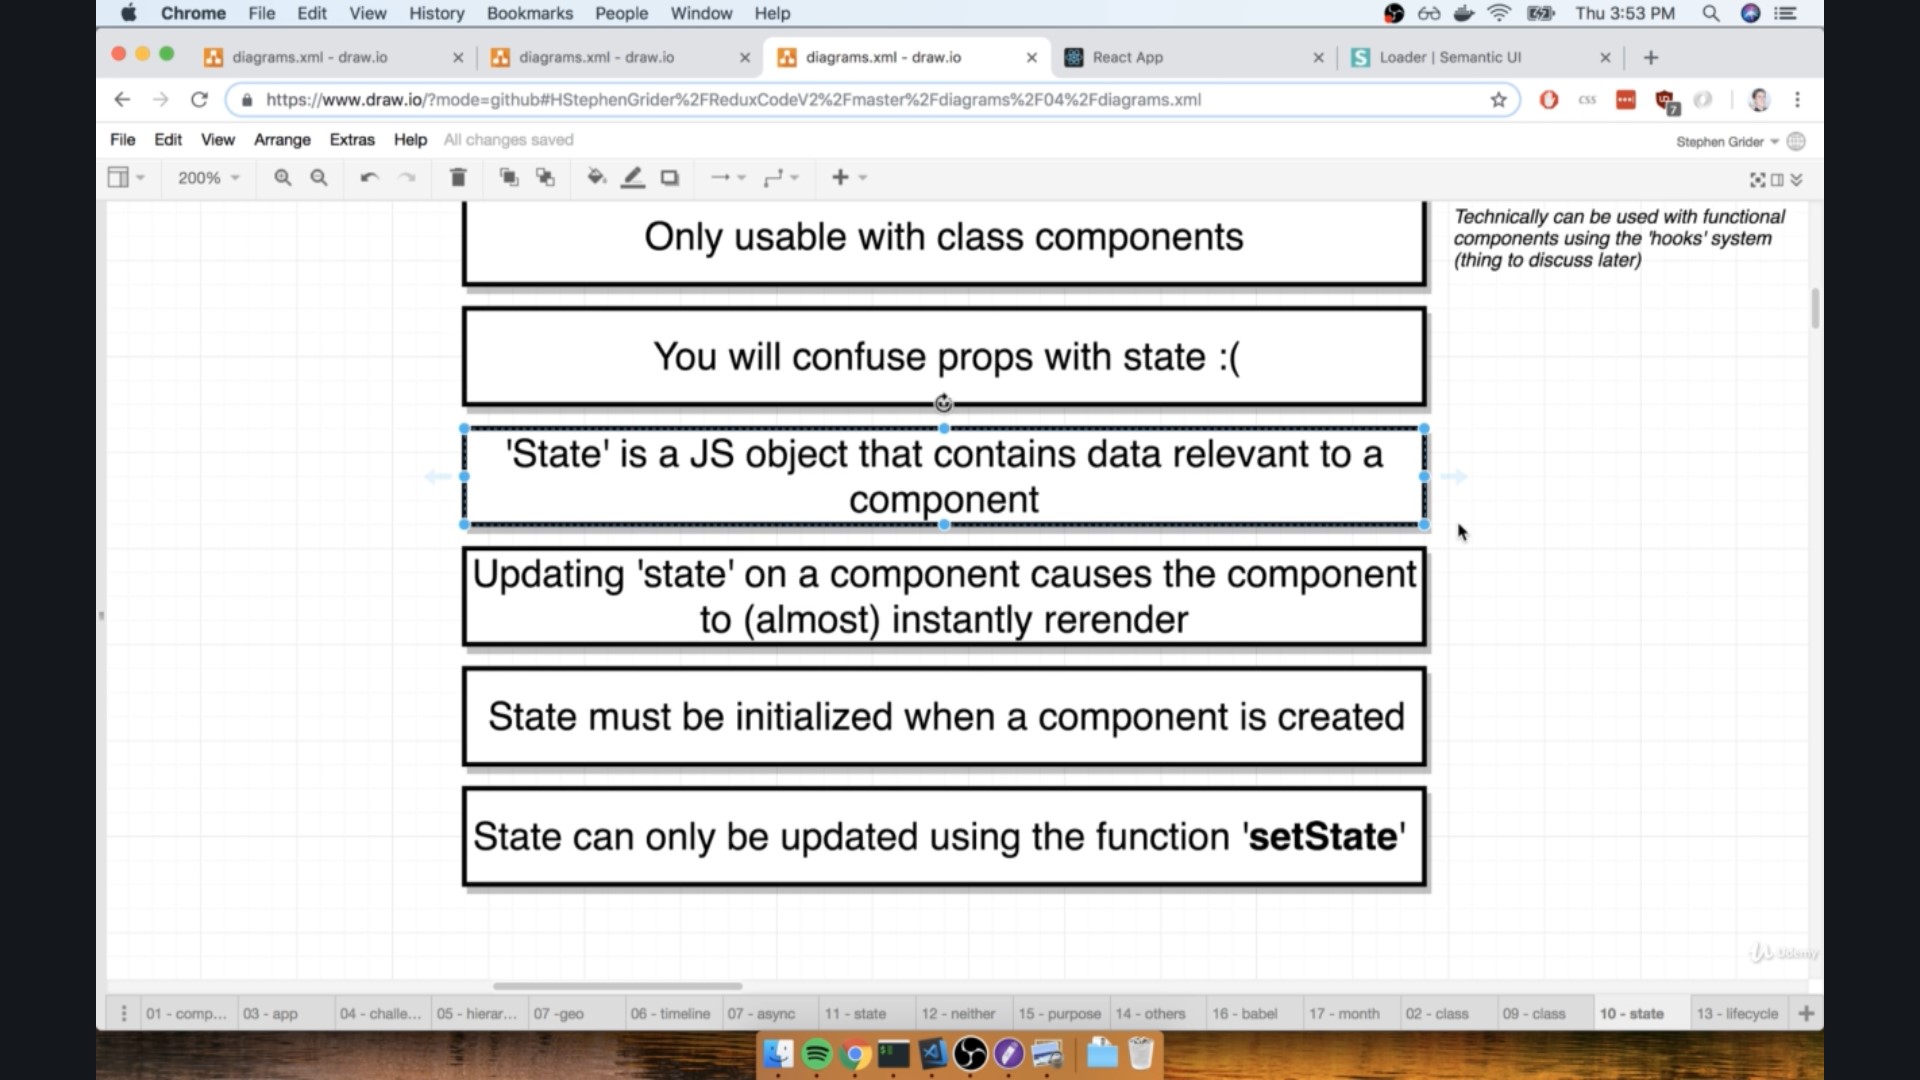 Chrome File Edit View History Bookmarks People Window Help Thu 3:53 PM
diagrams.xml - draw.io diagrams.xml - draw.io diagrams.xml - draw.io React App Loader | Semantic UI
https://www.draw.io/?mode=github#HStephenGrider%2FReduxCodeV2%2Fmaster%2Fdiagrams%2F04%2Fdiagrams.xml css 7
File Edit View Arrange Extras Help All changes saved Stephen Grider
200%
Only usable with class components
Technically can be used with functional
components using the 'hooks' system
(thing to discuss later)
You will confuse props with state :(
'State' is a JS object that contains data relevant to a
component
Updating 'state' on a component causes the component
to (almost) instantly rerender
State must be initialized when a component is created
State can only be updated using the function 'setState'
Udemy
01 - comp... 03 - app 04 - challe... 05 - hierar... 07 -geo 06 - timeline 07 - async 11 - state 12 - neither 15 - purpose 14 - others 16 - babel 17 - month 02 - class 09 - class 10 - state 13 - lifecycle